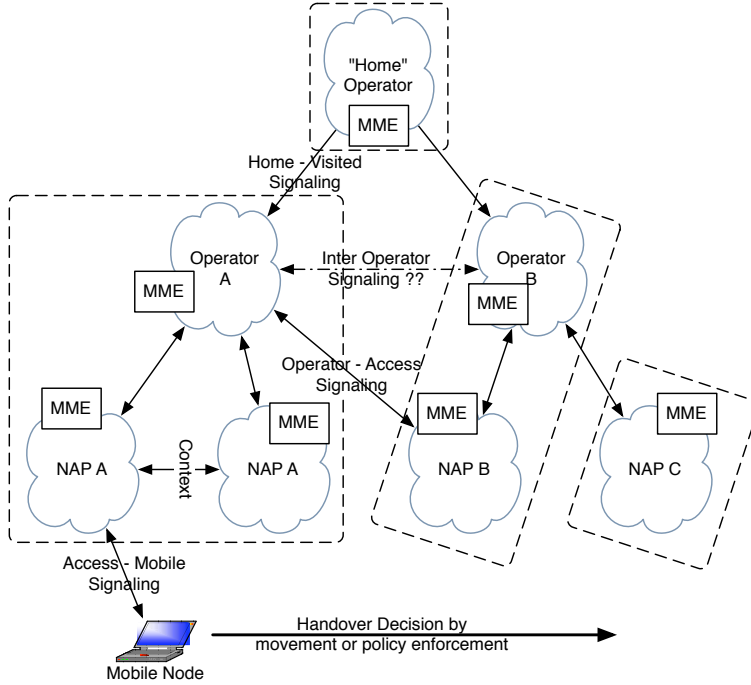 "Home"
Operator
MME
Home - Visited
Signaling
Operator
A
MME
Inter Operator
Signaling ??
Operator
B
MME
Operator - Access
Signaling
MME
NAP A
Context
MME
NAP A
MME
NAP B
MME
NAP C
Access - Mobile
Signaling
Mobile Node
Handover Decision by
movement or policy enforcement